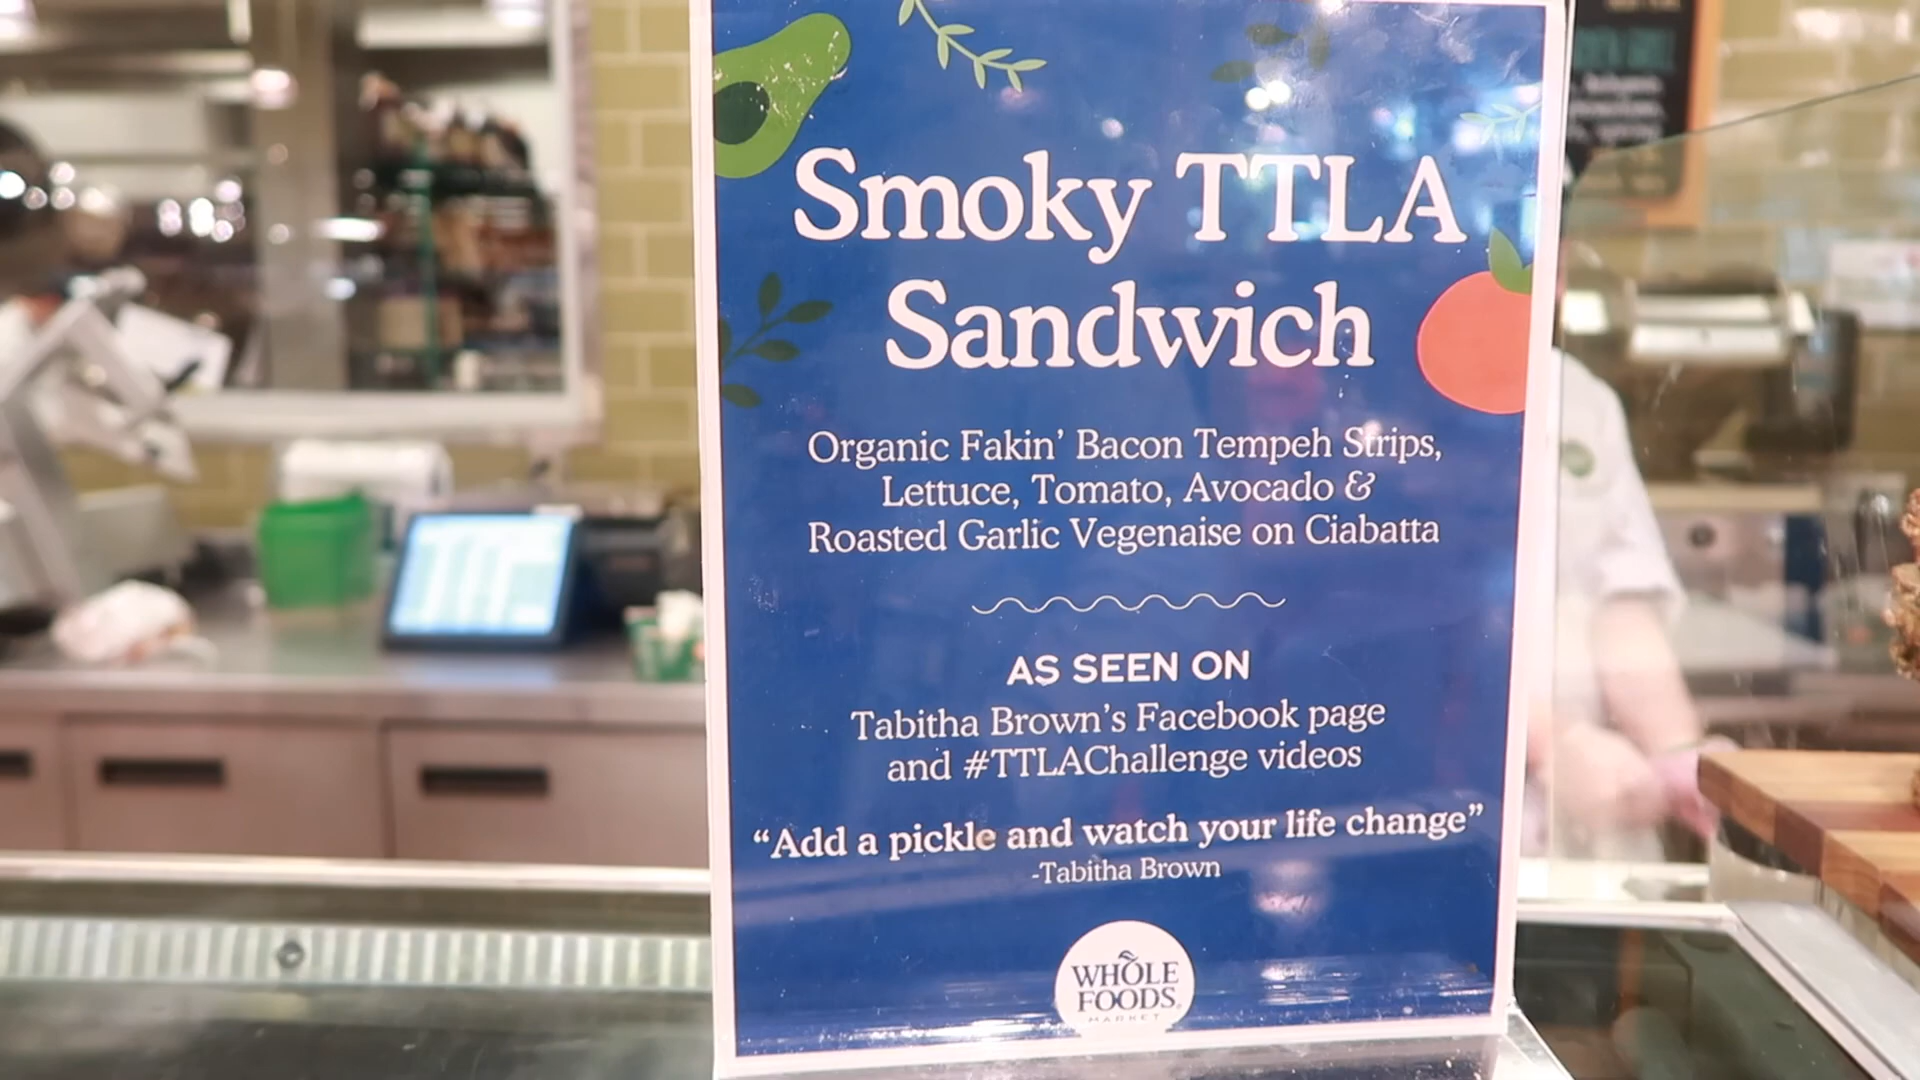 Smoky TTLA
Sandwich
Organic Fakin' Bacon Tempeh Strips,
Lettuce, Tomato, Avocado &
Roasted Garlic Vegenaise on Ciabatta
AS SEEN ON
Tabitha Brown's Facebook page
and #TTLAChallenge videos
“Add a pickle and watch your life change”
-Tabitha Brown
WHOLE
FOODS
MARKET